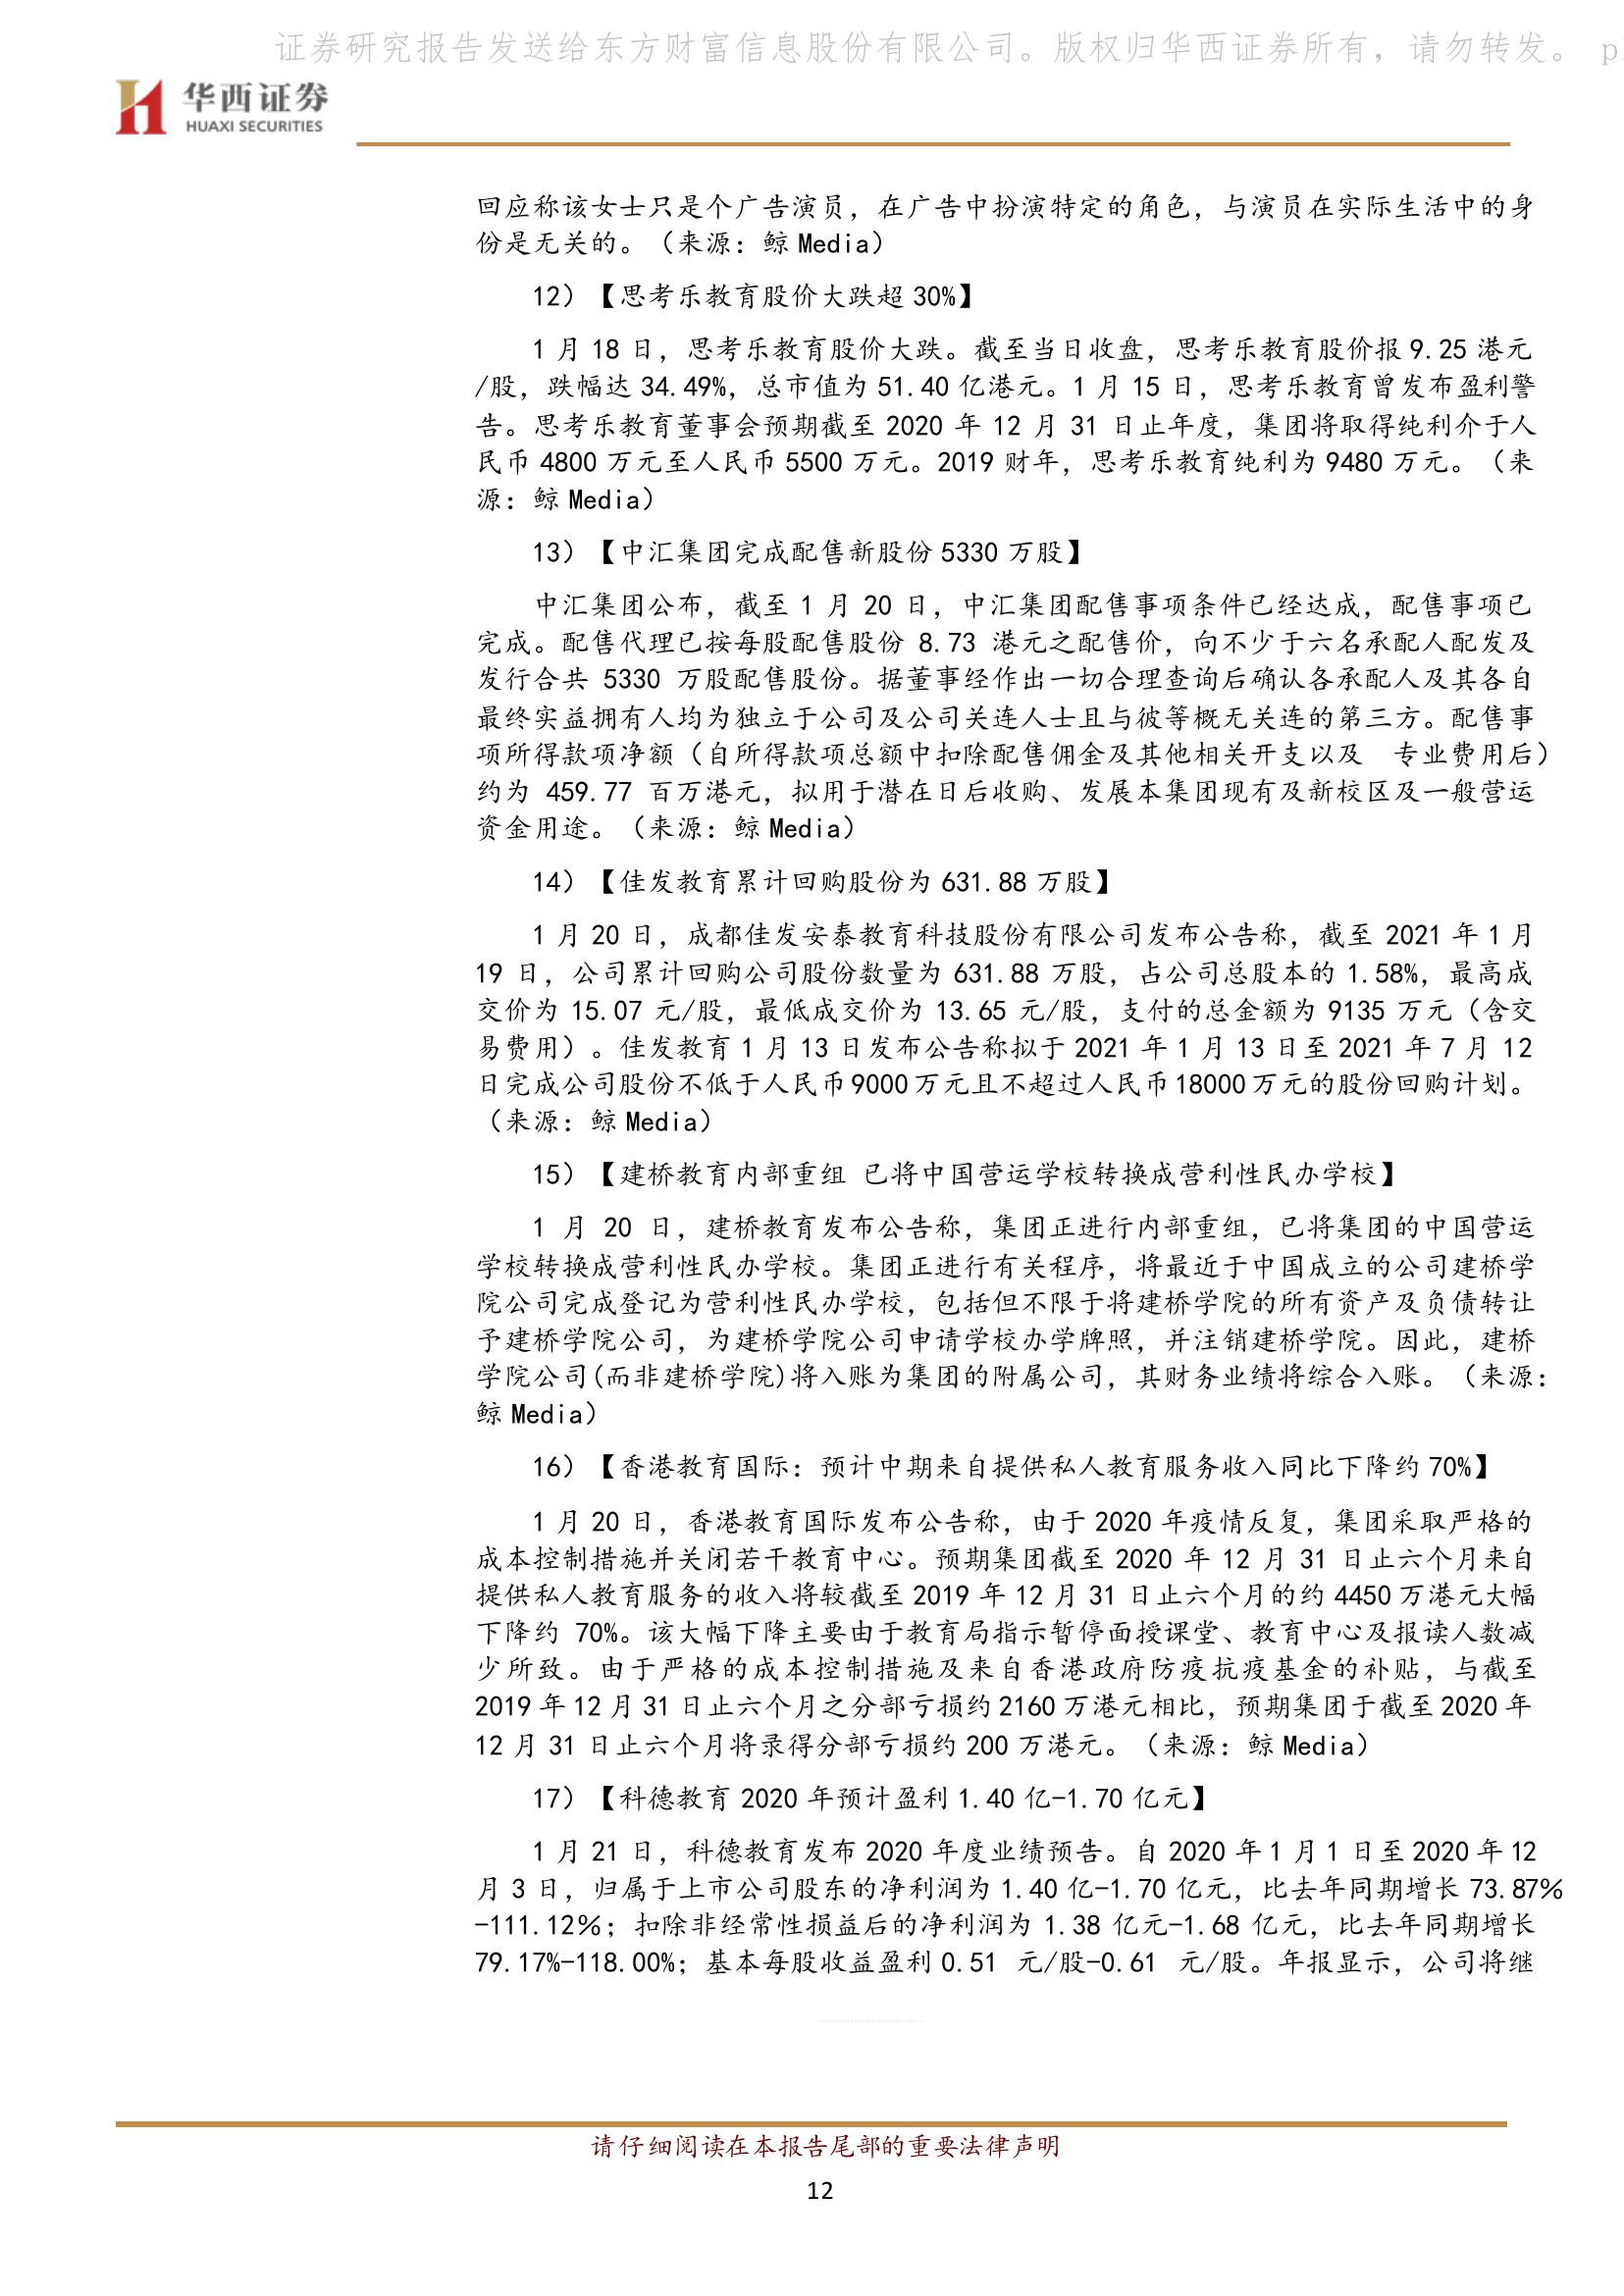 证券研究报告发送给东方财富信息股份有限公司。版权归华西证券所有，请勿转发。 p
华西证券
HUAXI SECURITIES
回应称该女士只是个广告演员，在广告中扮演特定的角色，与演员在实际生活中的身
份是无关的。（来源：鲸 Media）
12）【思考乐教育股价大跌超 30%】
1 月 18 日，思考乐教育股价大跌。截至当日收盘，思考乐教育股价报 9.25 港元
/股，跌幅达 34.49%，总市值为 51.40 亿港元。1 月 15 日，思考乐教育曾发布盈利警
告。思考乐教育董事会预期截至 2020 年 12 月 31 日止年度，集团将取得纯利介于人
民币 4800 万元至人民币 5500 万元。2019 财年，思考乐教育纯利为 9480 万元。（来
源：鲸 Media）
13）【中汇集团完成配售新股份 5330 万股】
中汇集团公布，截至 1 月 20 日，中汇集团配售事项条件已经达成，配售事项已
完成。配售代理已按每股配售股份 8.73 港元之配售价，向不少于六名承配人配发及
发行合共 5330 万股配售股份。据董事经作出一切合理查询后确认各承配人及其各自
最终实益拥有人均为独立于公司及公司关连人士且与彼等概无关连的第三方。配售事
项所得款项净额（自所得款项总额中扣除配售佣金及其他相关开支以及 专业费用后）
约为 459.77 百万港元，拟用于潜在日后收购、发展本集团现有及新校区及一般营运
资金用途。（来源：鲸 Media）
14）【佳发教育累计回购股份为 631.88 万股】
1 月 20 日，成都佳发安泰教育科技股份有限公司发布公告称，截至 2021 年 1 月
19 日，公司累计回购公司股份数量为 631.88 万股，占公司总股本的 1.58%，最高成
交价为 15.07 元/股，最低成交价为 13.65 元/股，支付的总金额为 9135 万元（含交
易费用）。佳发教育 1 月 13 日发布公告称拟于 2021 年 1 月 13 日至 2021 年 7 月 12
日完成公司股份不低于人民币 9000 万元且不超过人民币 18000 万元的股份回购计划。
（来源：鲸 Media）
15）【建桥教育内部重组 已将中国营运学校转换成营利性民办学校】
1 月 20 日，建桥教育发布公告称，集团正进行内部重组，已将集团的中国营运
学校转换成营利性民办学校。集团正进行有关程序，将最近于中国成立的公司建桥学
院公司完成登记为营利性民办学校，包括但不限于将建桥学院的所有资产及负债转让
予建桥学院公司，为建桥学院公司申请学校办学牌照，并注销建桥学院。因此，建桥
学院公司(而非建桥学院)将入账为集团的附属公司，其财务业绩将综合入账。（来源：
鲸 Media）
16）【香港教育国际：预计中期来自提供私人教育服务收入同比下降约 70%】
1 月 20 日，香港教育国际发布公告称，由于 2020 年疫情反复，集团采取严格的
成本控制措施并关闭若干教育中心。预期集团截至 2020 年 12 月 31 日止六个月来自
提供私人教育服务的收入将较截至 2019 年 12 月 31 日止六个月的约 4450 万港元大幅
下降约 70%。该大幅下降主要由于教育局指示暂停面授课堂、教育中心及报读人数减
少所致。由于严格的成本控制措施及来自香港政府防疫抗疫基金的补贴，与截至
2019 年 12 月 31 日止六个月之分部亏损约 2160 万港元相比，预期集团于截至 2020 年
12 月 31 日止六个月将录得分部亏损约 200 万港元。（来源：鲸 Media）
17）【科德教育 2020 年预计盈利 1.40 亿-1.70 亿元】
1 月 21 日，科德教育发布 2020 年度业绩预告。自 2020 年 1 月 1 日至 2020 年 12
月 3 日，归属于上市公司股东的净利润为 1.40 亿-1.70 亿元，比去年同期增长 73.87%
-111.12%；扣除非经常性损益后的净利润为 1.38 亿元-1.68 亿元，比去年同期增长
79.17%-118.00%；基本每股收益盈利 0.51 元/股-0.61 元/股。年报显示，公司将继
请仔细阅读在本报告尾部的重要法律声明
12